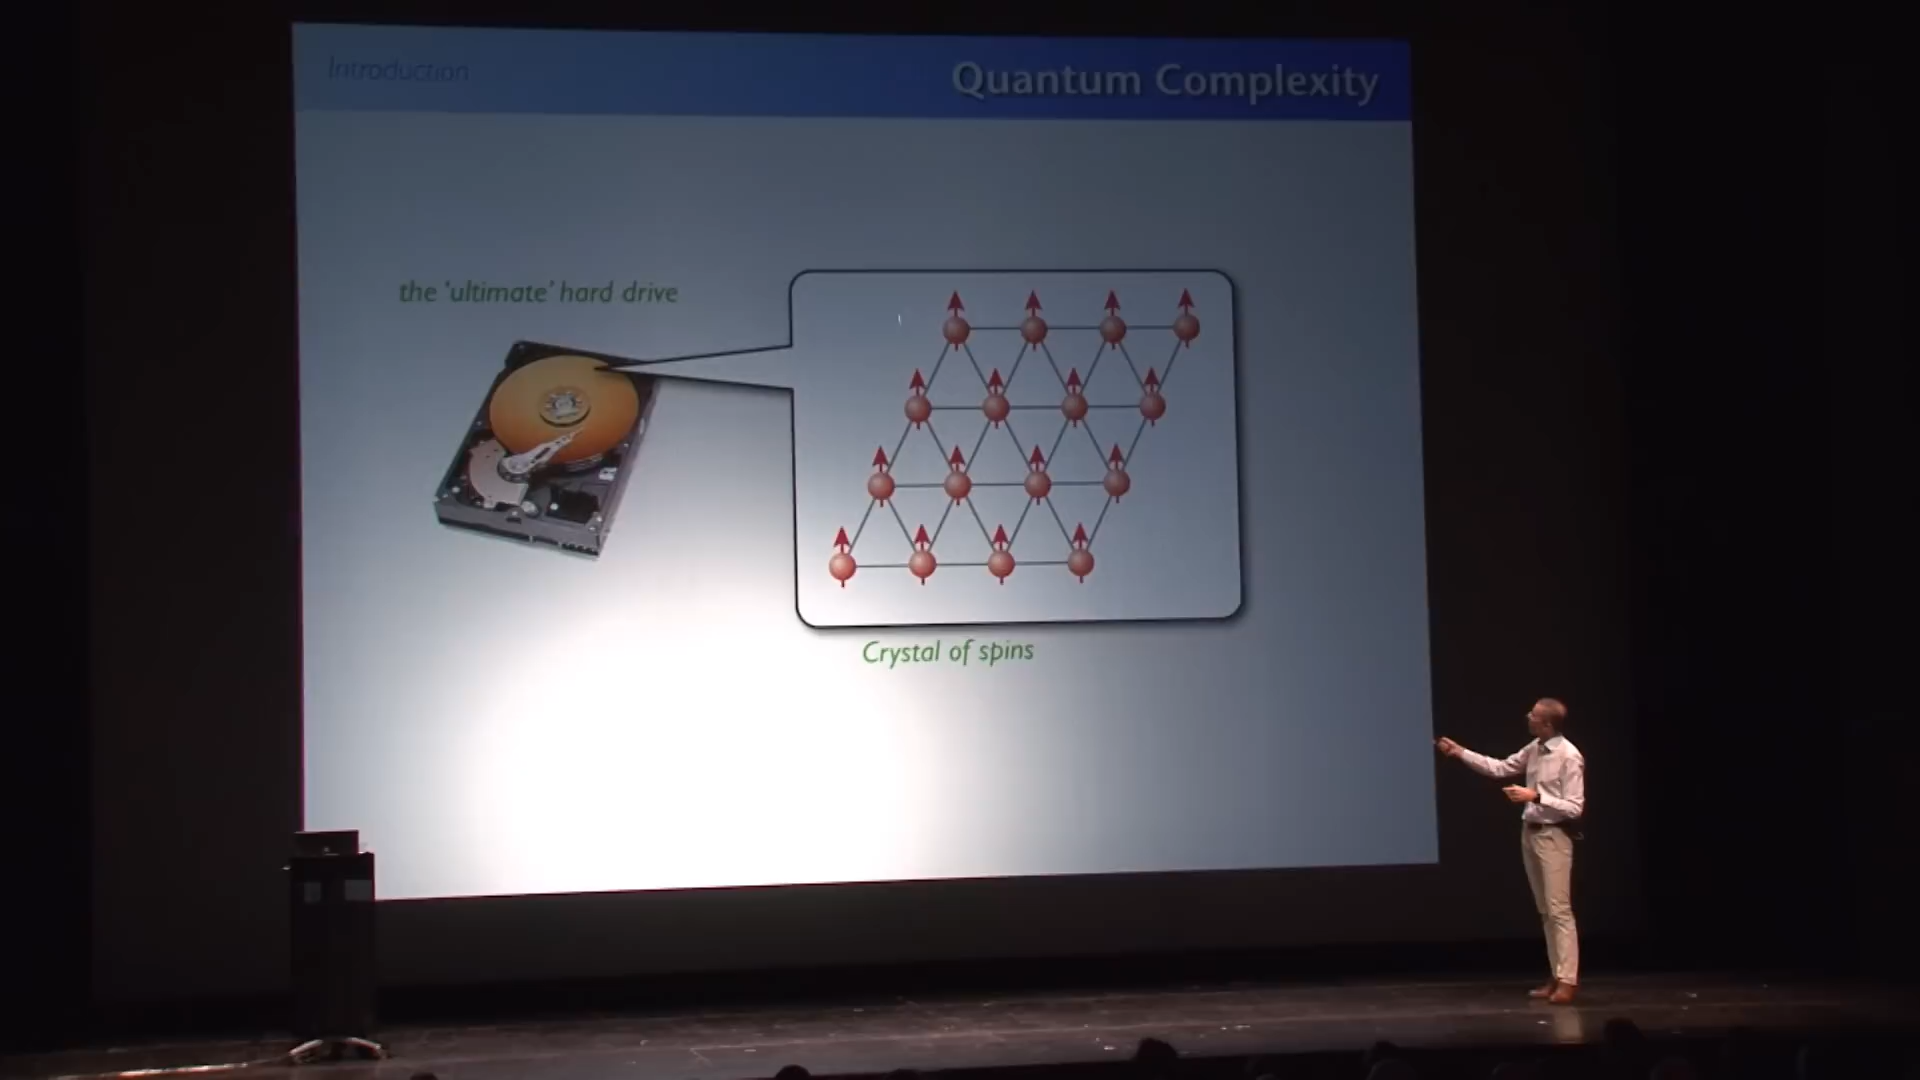 Introduction
Quantum Complexity
the 'ultimate' hard drive
Crystal of spins